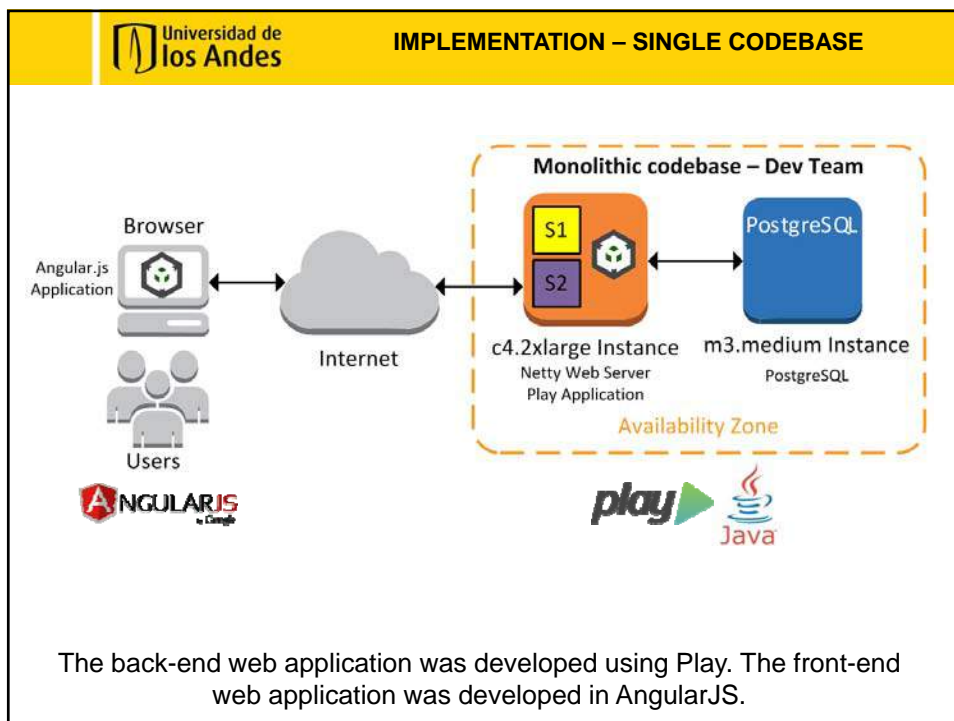 Universidad de
los Andes
IMPLEMENTATION – SINGLE CODEBASE
Monolithic codebase – Dev Team
Browser
Angular.js
Application
S1
S2
PostgreSQL
Internet
c4.2xlarge Instance
Netty Web Server
Play Application
m3.medium Instance
PostgreSQL
Availability Zone
Users
ANGULARJS
by Google
play
Java
The back-end web application was developed using Play. The front-end
web application was developed in AngularJS.